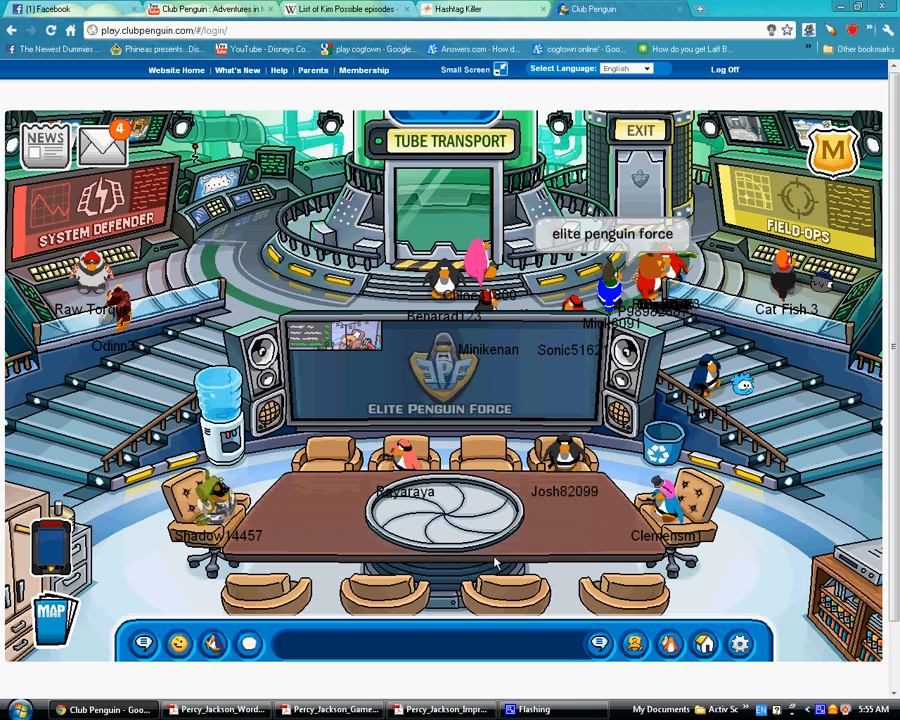 (1) Facebook
Club Penguin : Adventures in M
List of Kim Possible episodes -
Hashtag Killer
Club Penguin
play.clubpenguin.com/#/login/
The Newest Dummies ...
Phineas presents...Dis...
YouTube - Disneys Co...
play cogtown - Google...
Answers.com - How d...
cogtown online' - Goo...
How do you get Laff B...
»
Other bookmarks
Website Home | What's New | Help | Parents | Membership
Small Screen
Select Language: English
Log Off
NEWS
4
TUBE TRANSPORT
EXIT
M
SYSTEM DEFENDER
FIELD-OPS
elite penguin force
Raw Torque
Cat Fish 3
Benarad123
Odinn3
Minikenan
Sonic5162
EPF
ELITE PENGUIN FORCE
Rayaraya
Josh82099
Shadow14457
Clemensm1
MAP
Club Penguin - Goo...
Percy_Jackson_Word...
Percy_Jackson_Game...
Percy_Jackson_Impr...
Flashing
My Documents
Activ Sc
»
EN
5:55 AM